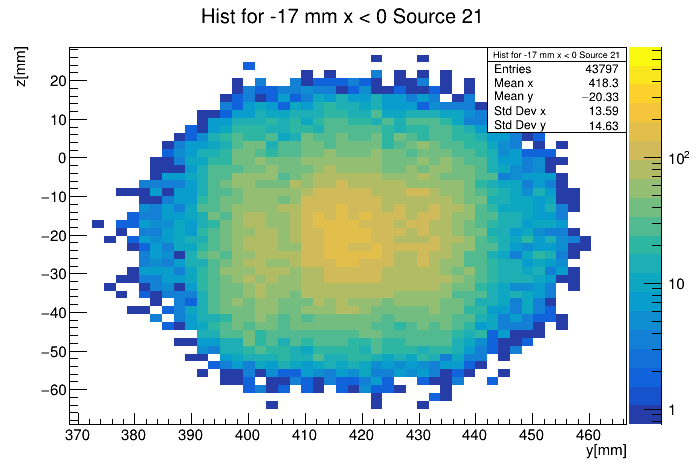 Hist for -17 mm x < 0 Source 21
z[mm]
Hist for -17 mm x < 0 Source 21
Entries 43797
Mean x 418.3
Mean y −20.33
Std Dev x 13.59
Std Dev y 14.63
20
10
0
−10
−20
−30
−40
−50
−60
370 380 390 400 410 420 430 440 450 460
y[mm]
10²
10
1